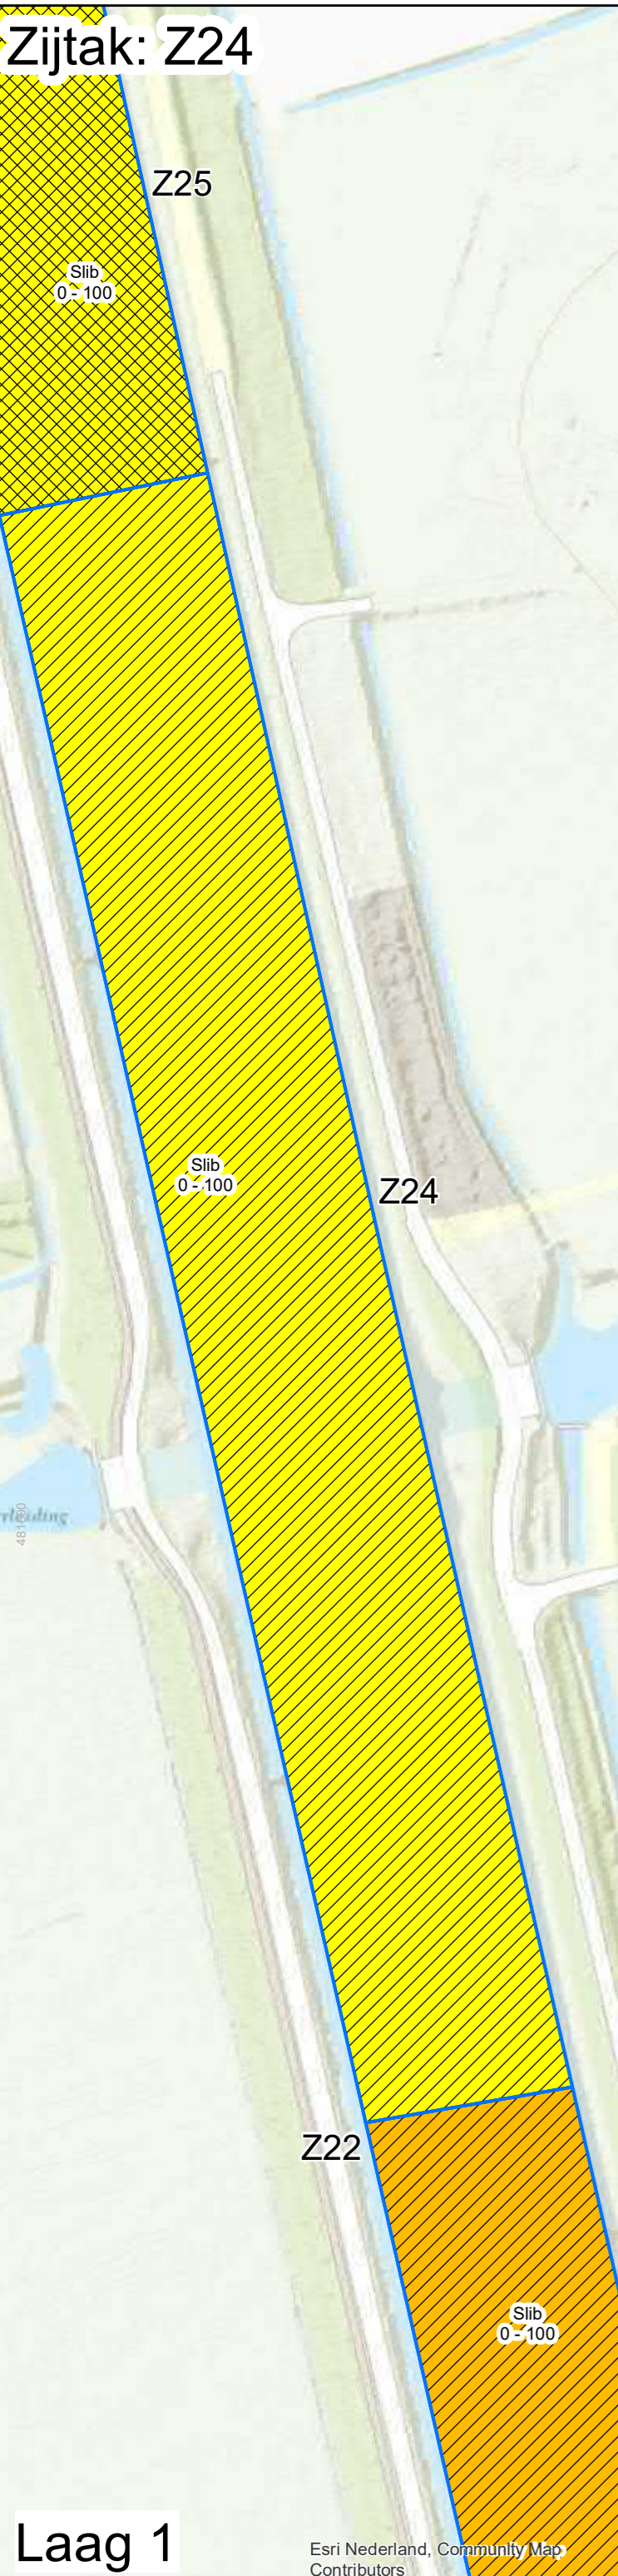 Zijtak: Z24
Z25
Slib
0 - 100
Slib
0 - 100
Z24
481600
Z22
Slib
0 - 100
Laag 1
Esri Nederland, Community Map
Contributors